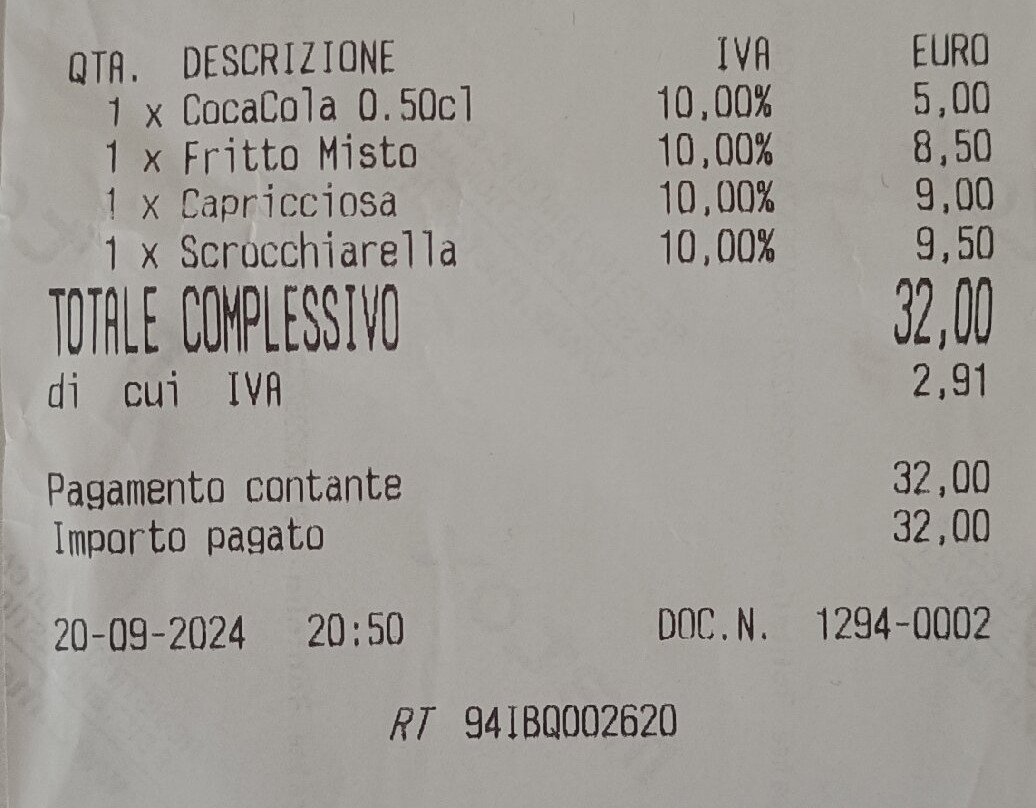 QTA. DESCRIZIONE IVA EURO
1 x CocaCola 0.50cl 10,00% 5,00
1 x Fritto Misto 10,00% 8,50
1 x Capricciosa 10,00% 9,00
1 x Scrocchiarella 10,00% 9,50
TOTALE COMPLESSIVO 32,00
di cui IVA 2,91
Pagamento contante 32,00
Importo pagato 32,00
20-09-2024 20:50 DOC.N. 1294-0002
RT 94IBQ002620